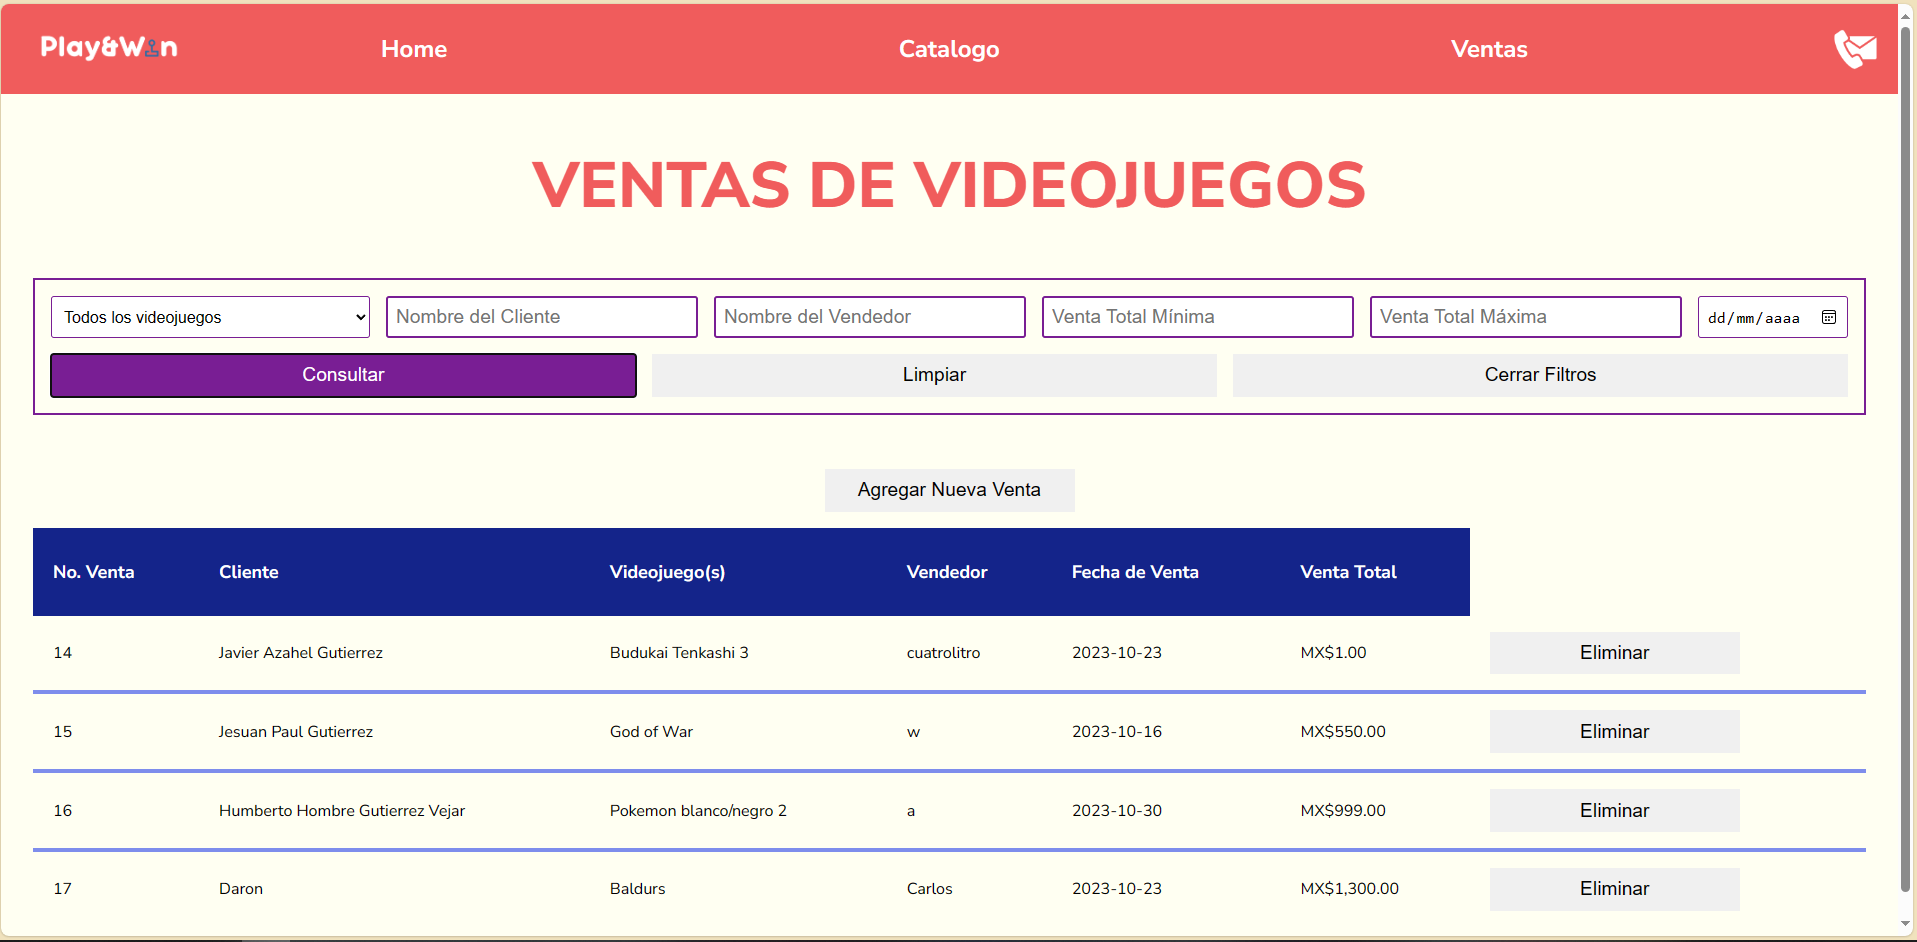 Play&Win Home Catalogo Ventas
VENTAS DE VIDEOJUEGOS
Todos los videojuegos Nombre del Cliente Nombre del Vendedor Venta Total Mínima Venta Total Máxima dd/mm/aaaa
Consultar Limpiar Cerrar Filtros
Agregar Nueva Venta
No. Venta Cliente Videojuego(s) Vendedor Fecha de Venta Venta Total
14 Javier Azahel Gutierrez Budukai Tenkashi 3 cuatrolitro 2023-10-23 MX$1.00 Eliminar
15 Jesuan Paul Gutierrez God of War w 2023-10-16 MX$550.00 Eliminar
16 Humberto Hombre Gutierrez Vejar Pokemon blanco/negro 2 a 2023-10-30 MX$999.00 Eliminar
17 Daron Baldurs Carlos 2023-10-23 MX$1,300.00 Eliminar